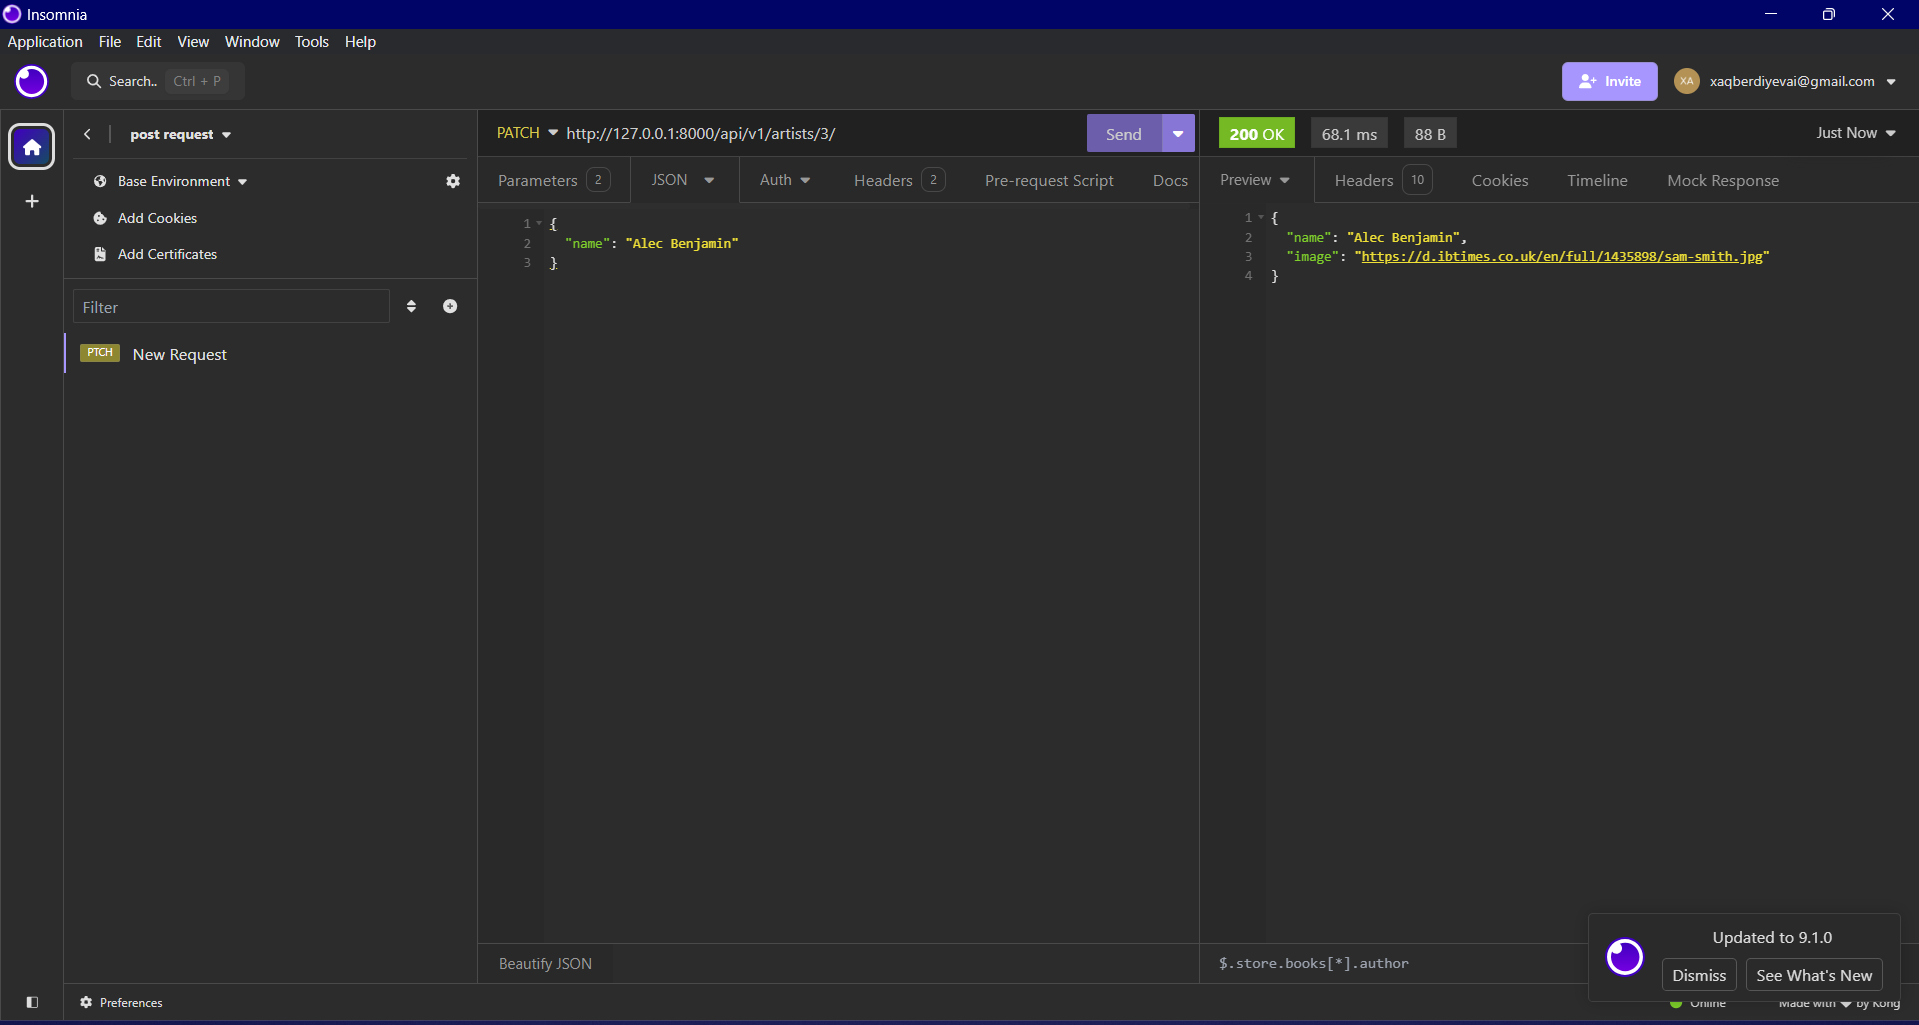 Insomnia
Application File Edit View Window Tools Help
Search.. Ctrl + P
Invite
XA xaqberdiyevai@gmail.com
post request
Base Environment
Add Cookies
Add Certificates
Filter
PTCH New Request
PATCH http://127.0.0.1:8000/api/v1/artists/3/ Send
Parameters 2 JSON Auth Headers 2 Pre-request Script Docs
1 {
2 "name": "Alec Benjamin"
3 }
Beautify JSON
200 OK 68.1 ms 88 B Just Now
Preview Headers 10 Cookies Timeline Mock Response
1 {
2 "name": "Alec Benjamin",
3 "image": "https://d.ibtimes.co.uk/en/full/1435898/sam-smith.jpg"
4 }
$.store.books[*].author
Updated to 9.1.0
Dismiss See What's New
Preferences
Online Made with ❤ by Kong